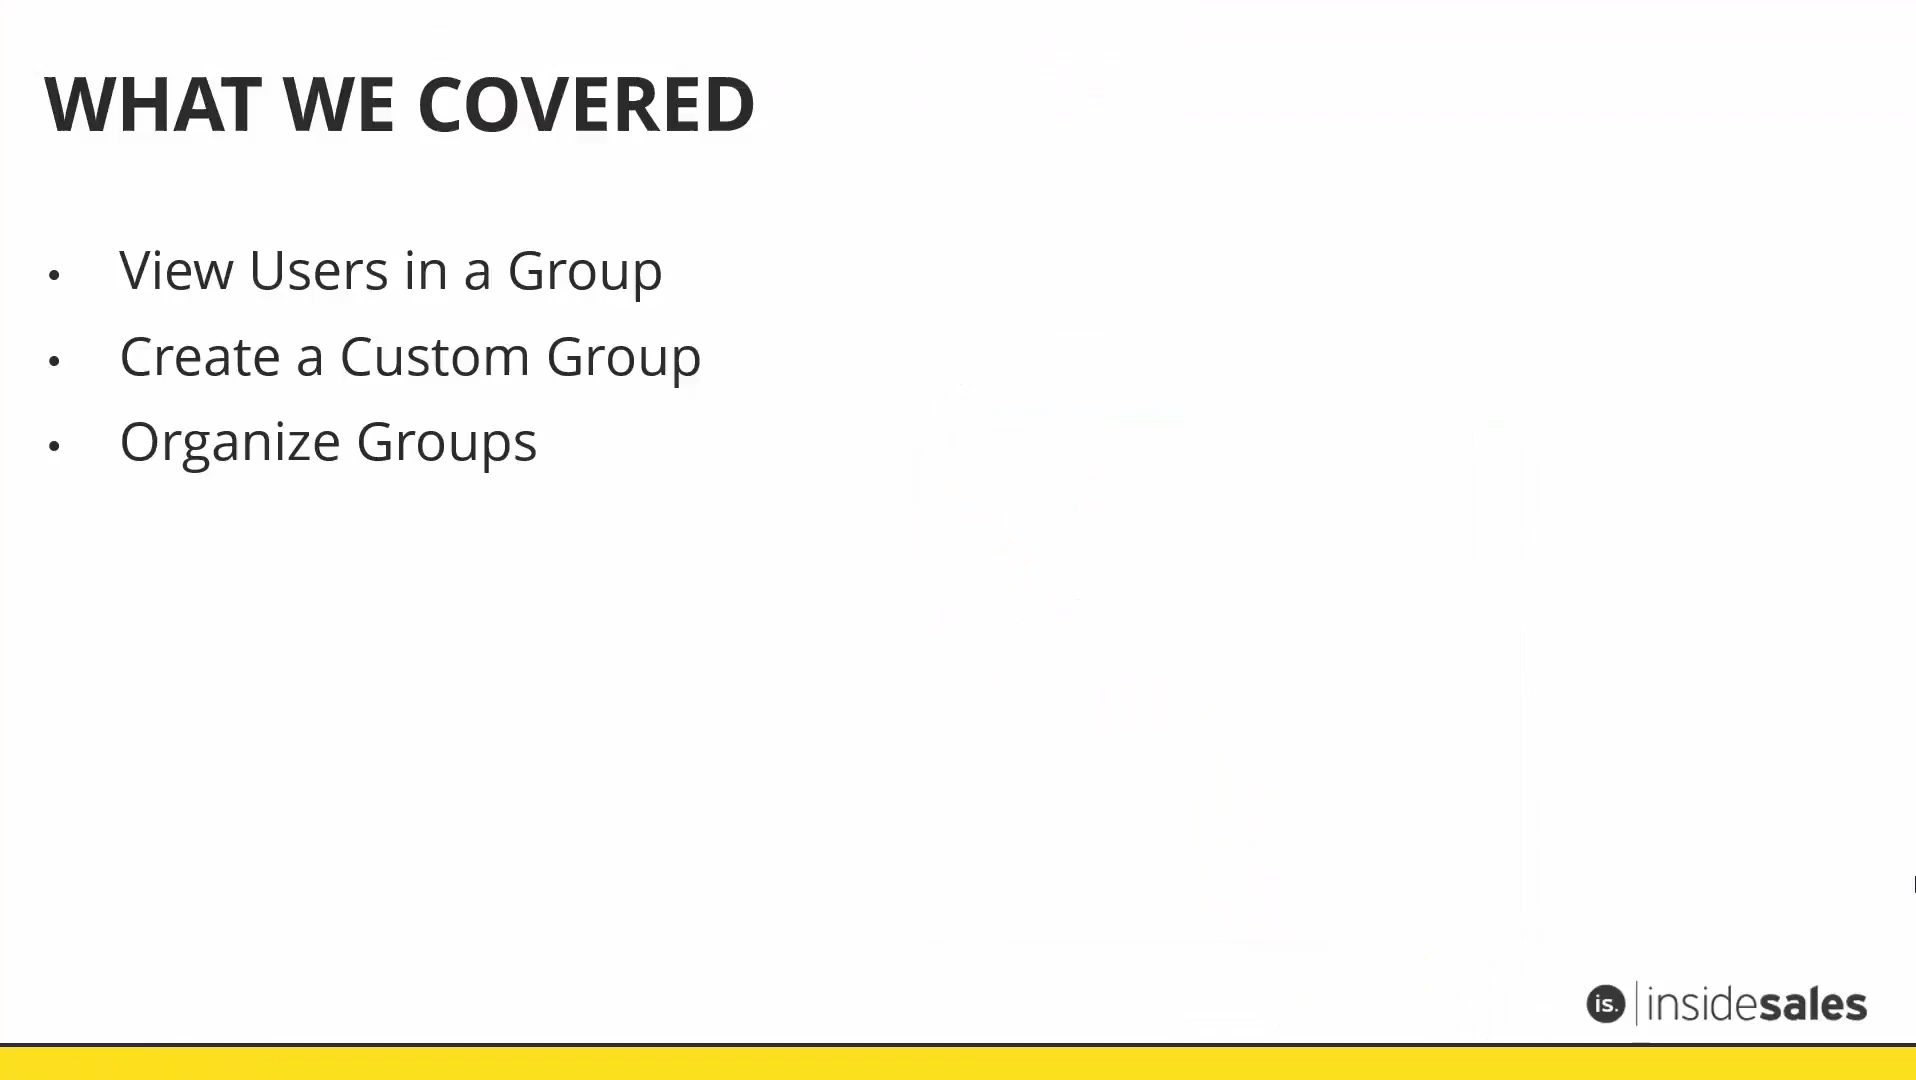 WHAT WE COVERED
• View Users in a Group
• Create a Custom Group
• Organize Groups
is. insidesales